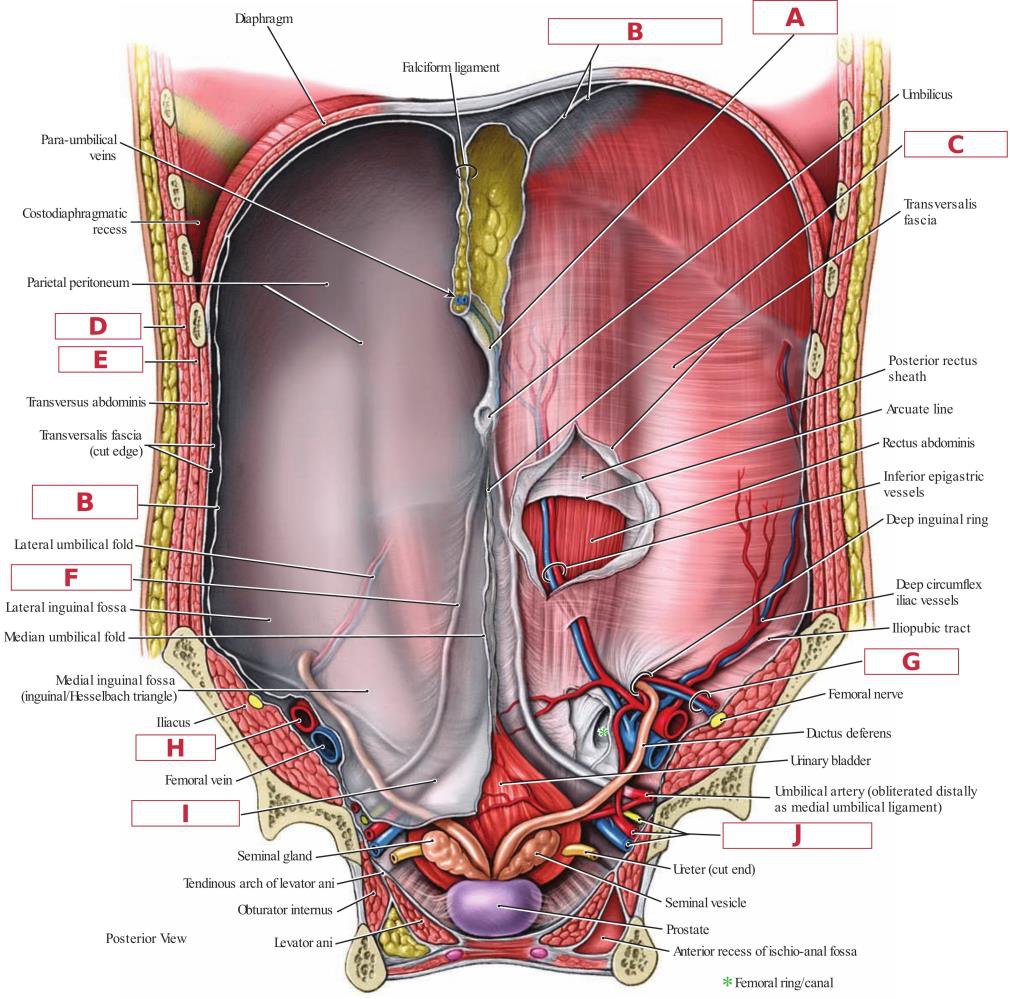 A
Diaphragm
B
Falciform ligament
Umbilicus
Para-umbilical
veins
C
Transversalis
fascia
Costodiaphragmatic
recess
Parietal peritoneum
D
E
Posterior rectus
sheath
Transversus abdominis
Arcuate line
Transversalis fascia
(cut edge)
Rectus abdominis
Inferior epigastric
vessels
B
Deep inguinal ring
Lateral umbilical fold
F
Deep circumflex
iliac vessels
Lateral inguinal fossa
Iliopubic tract
Median umbilical fold
G
Medial inguinal fossa
(inguinal/Hesselbach triangle)
Femoral nerve
Iliacus
Ductus deferens
H
Urinary bladder
Femoral vein
Umbilical artery (obliterated distally
as medial umbilical ligament)
I
J
Seminal gland
Ureter (cut end)
Tendinous arch of levator ani
Seminal vesicle
Obturator internus
Prostate
Posterior View
Levator ani
Anterior recess of ischio-anal fossa
* Femoral ring/canal